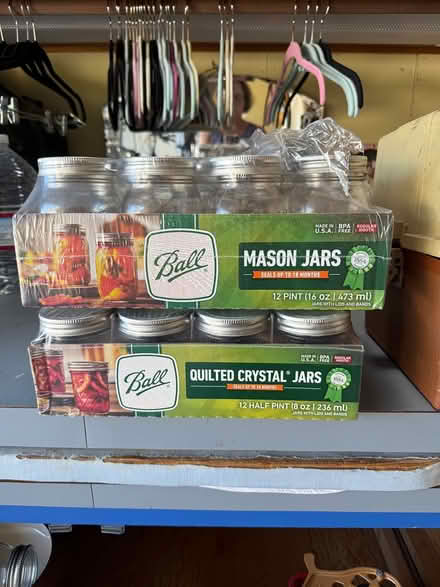 MADE IN
U.S.A.
BPA
FREE
REGULAR
MOUTH
Ball
MASON JARS
SEALS UP TO 18 MONTHS
12 PINT (16 oz | 473 ml)
JARS WITH LIDS AND BANDS
MADE IN
U.S.A.
BPA
FREE
REGULAR
MOUTH
Ball
QUILTED CRYSTAL® JARS
SEALS UP TO 18 MONTHS
12 HALF PINT (8 oz | 236 ml)
JARS WITH LIDS AND BANDS